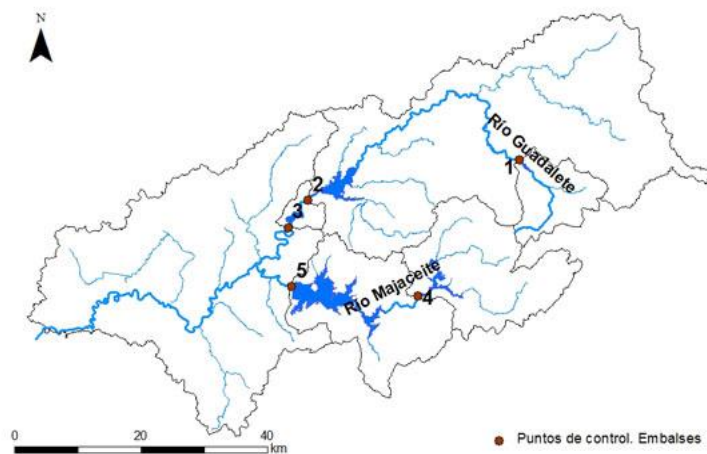 N
Río Guadalete
1
2
3
5
Río Majaceite
4
0 20 40
km
Puntos de control. Embalses